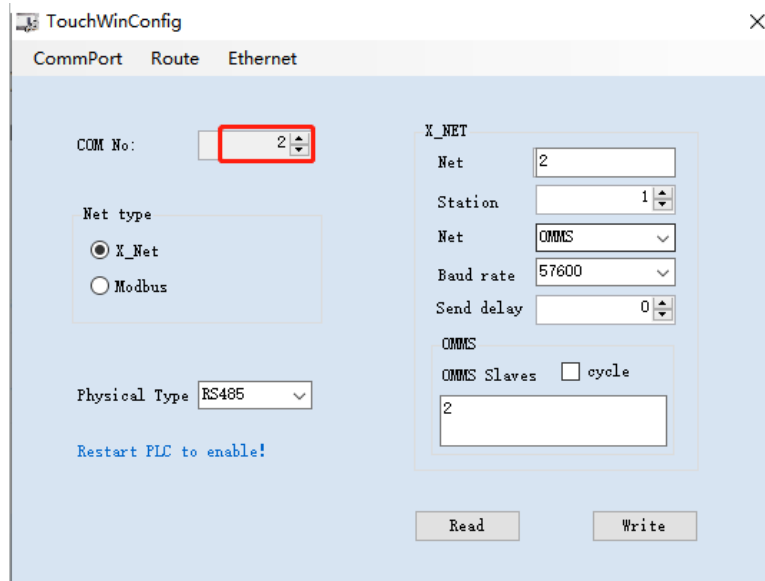 TouchWinConfig
CommPort Route Ethernet
COM No: 2
Net type
X_Net
Modbus
Physical Type RS485
Restart PLC to enable!
X_NET
Net 2
Station 1
Net OMMS
Baud rate 57600
Send delay 0
OMMS
OMMS Slaves cycle
2
Read Write